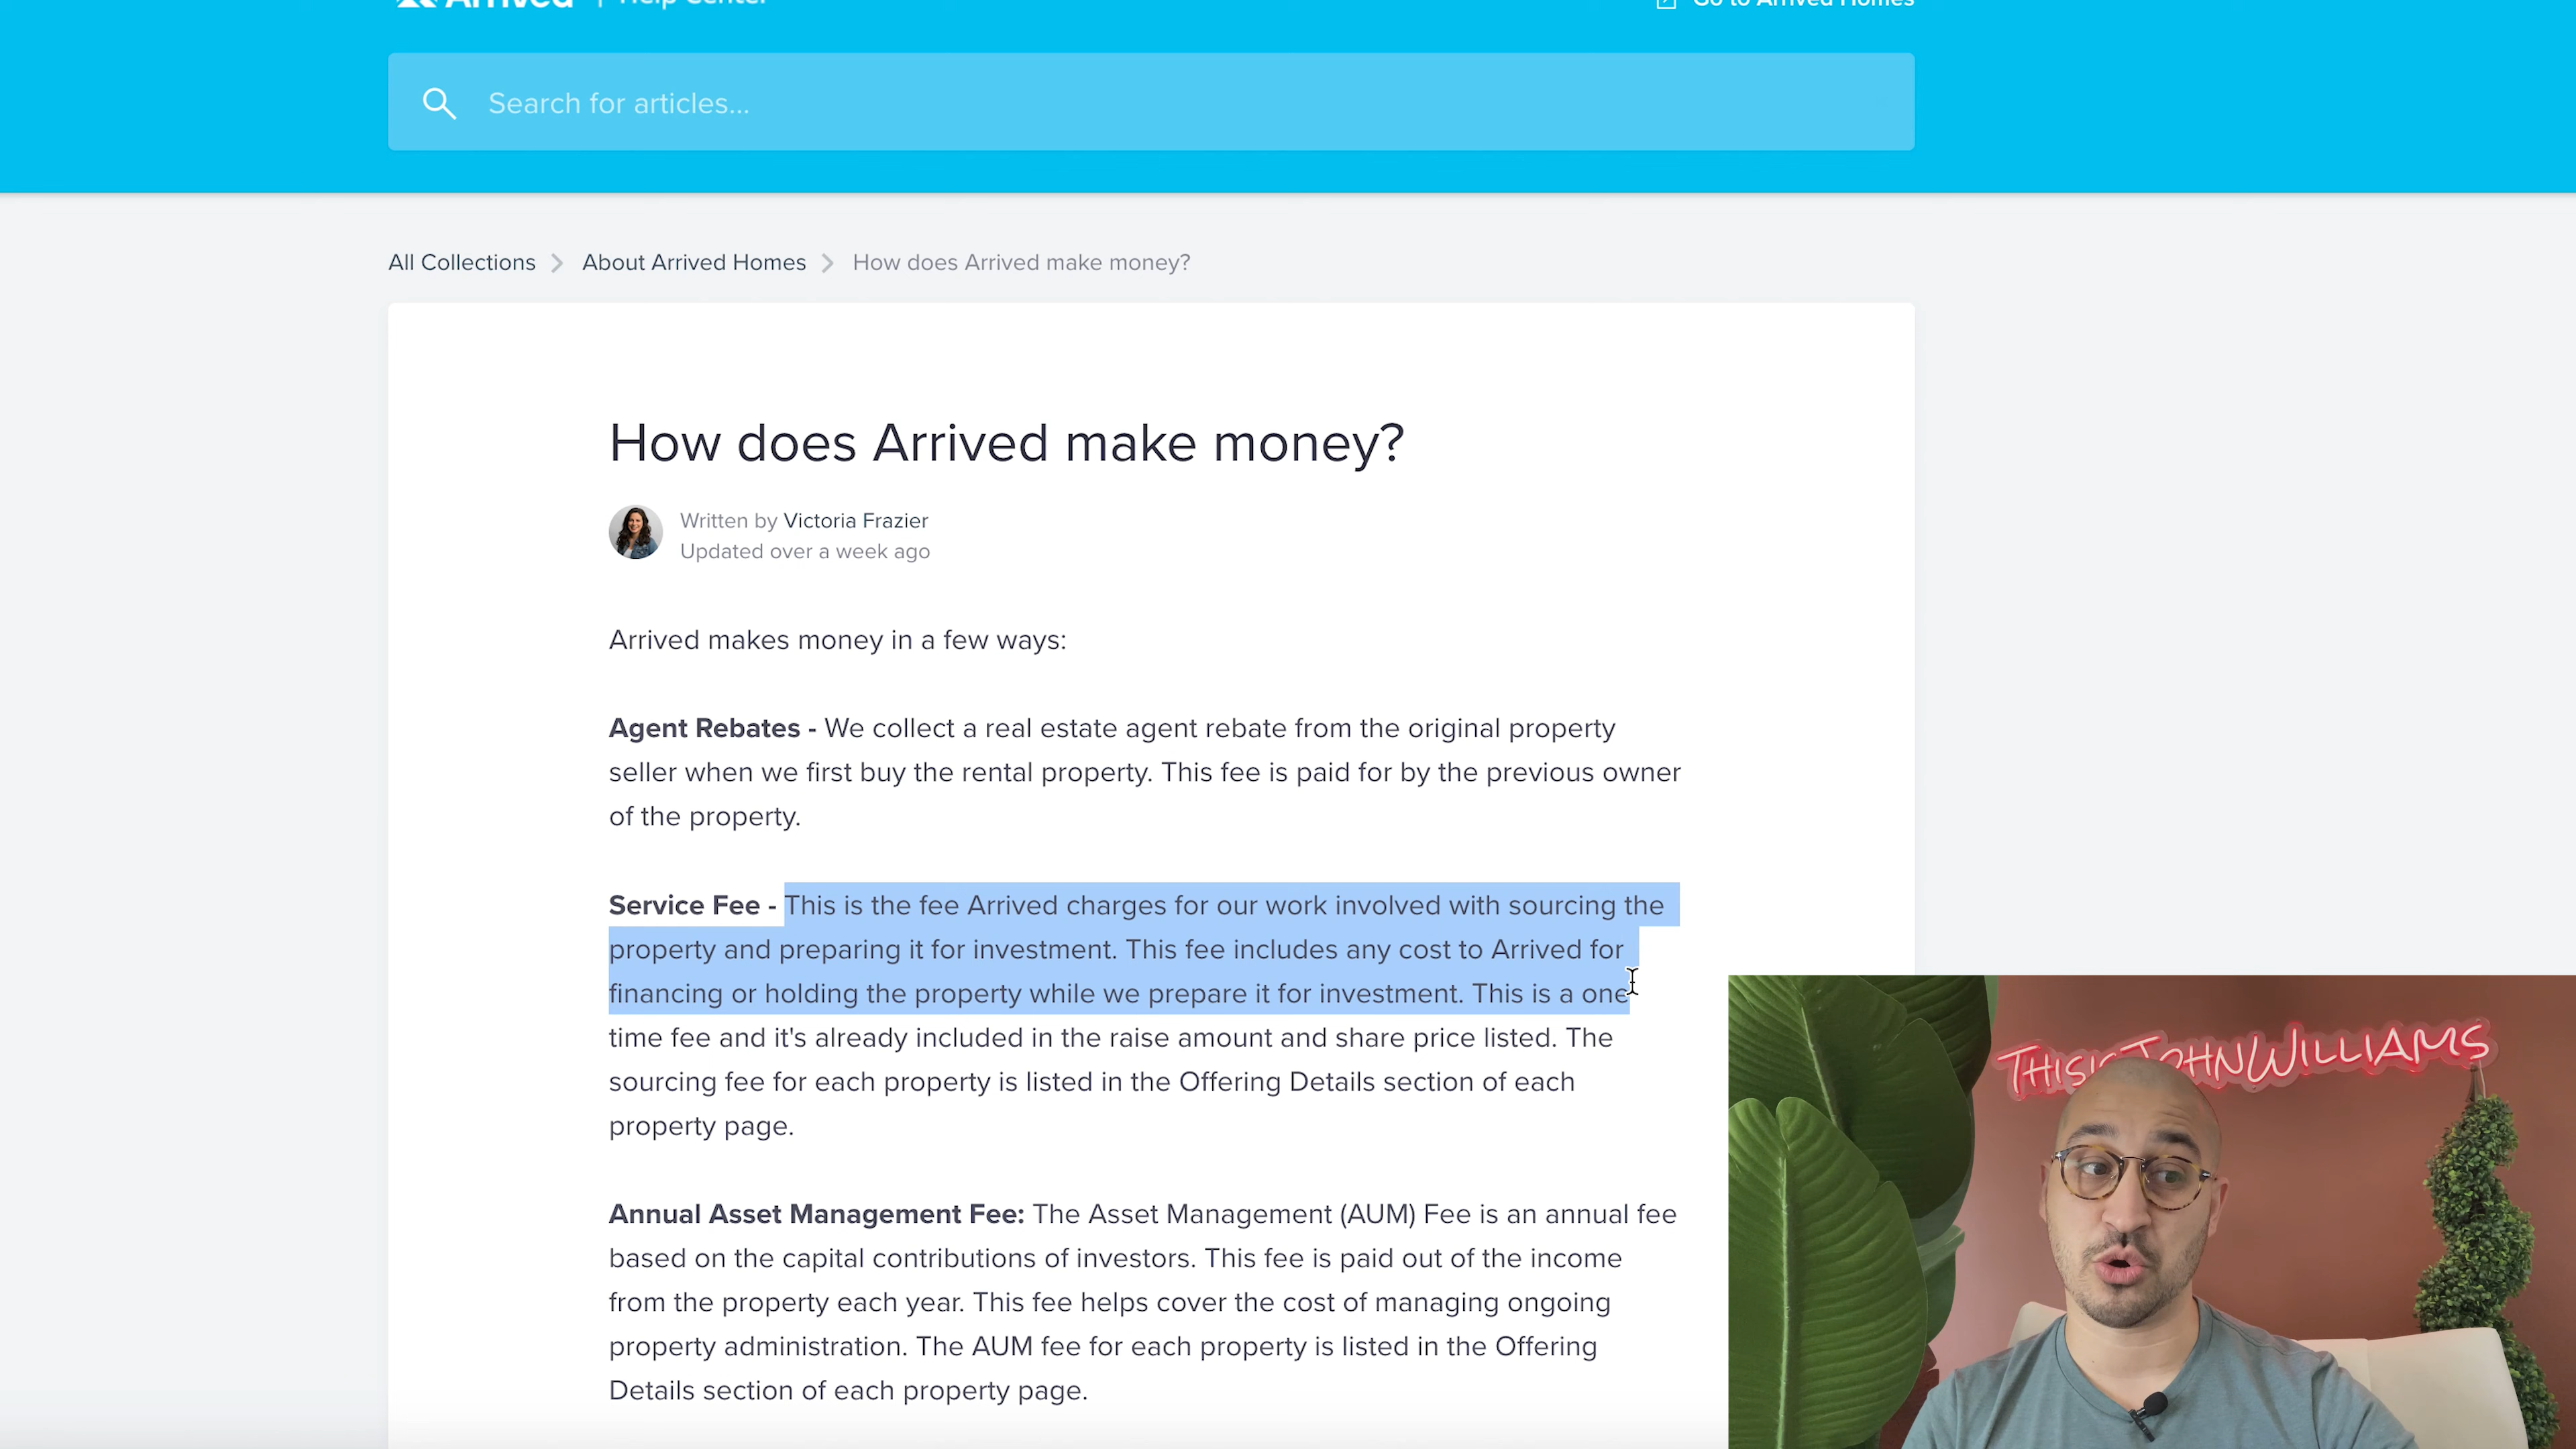 Arrived | Help Center
Go to Arrived Homes
Search for articles...
All Collections > About Arrived Homes > How does Arrived make money?
How does Arrived make money?
Written by Victoria Frazier
Updated over a week ago
Arrived makes money in a few ways:
Agent Rebates - We collect a real estate agent rebate from the original property
seller when we first buy the rental property. This fee is paid for by the previous owner
of the property.
Service Fee - This is the fee Arrived charges for our work involved with sourcing the
property and preparing it for investment. This fee includes any cost to Arrived for
financing or holding the property while we prepare it for investment. This is a one
time fee and it's already included in the raise amount and share price listed. The
sourcing fee for each property is listed in the Offering Details section of each
property page.
Annual Asset Management Fee: The Asset Management (AUM) Fee is an annual fee
based on the capital contributions of investors. This fee is paid out of the income
from the property each year. This fee helps cover the cost of managing ongoing
property administration. The AUM fee for each property is listed in the Offering
Details section of each property page.
THISISJOHNWILLIAMS